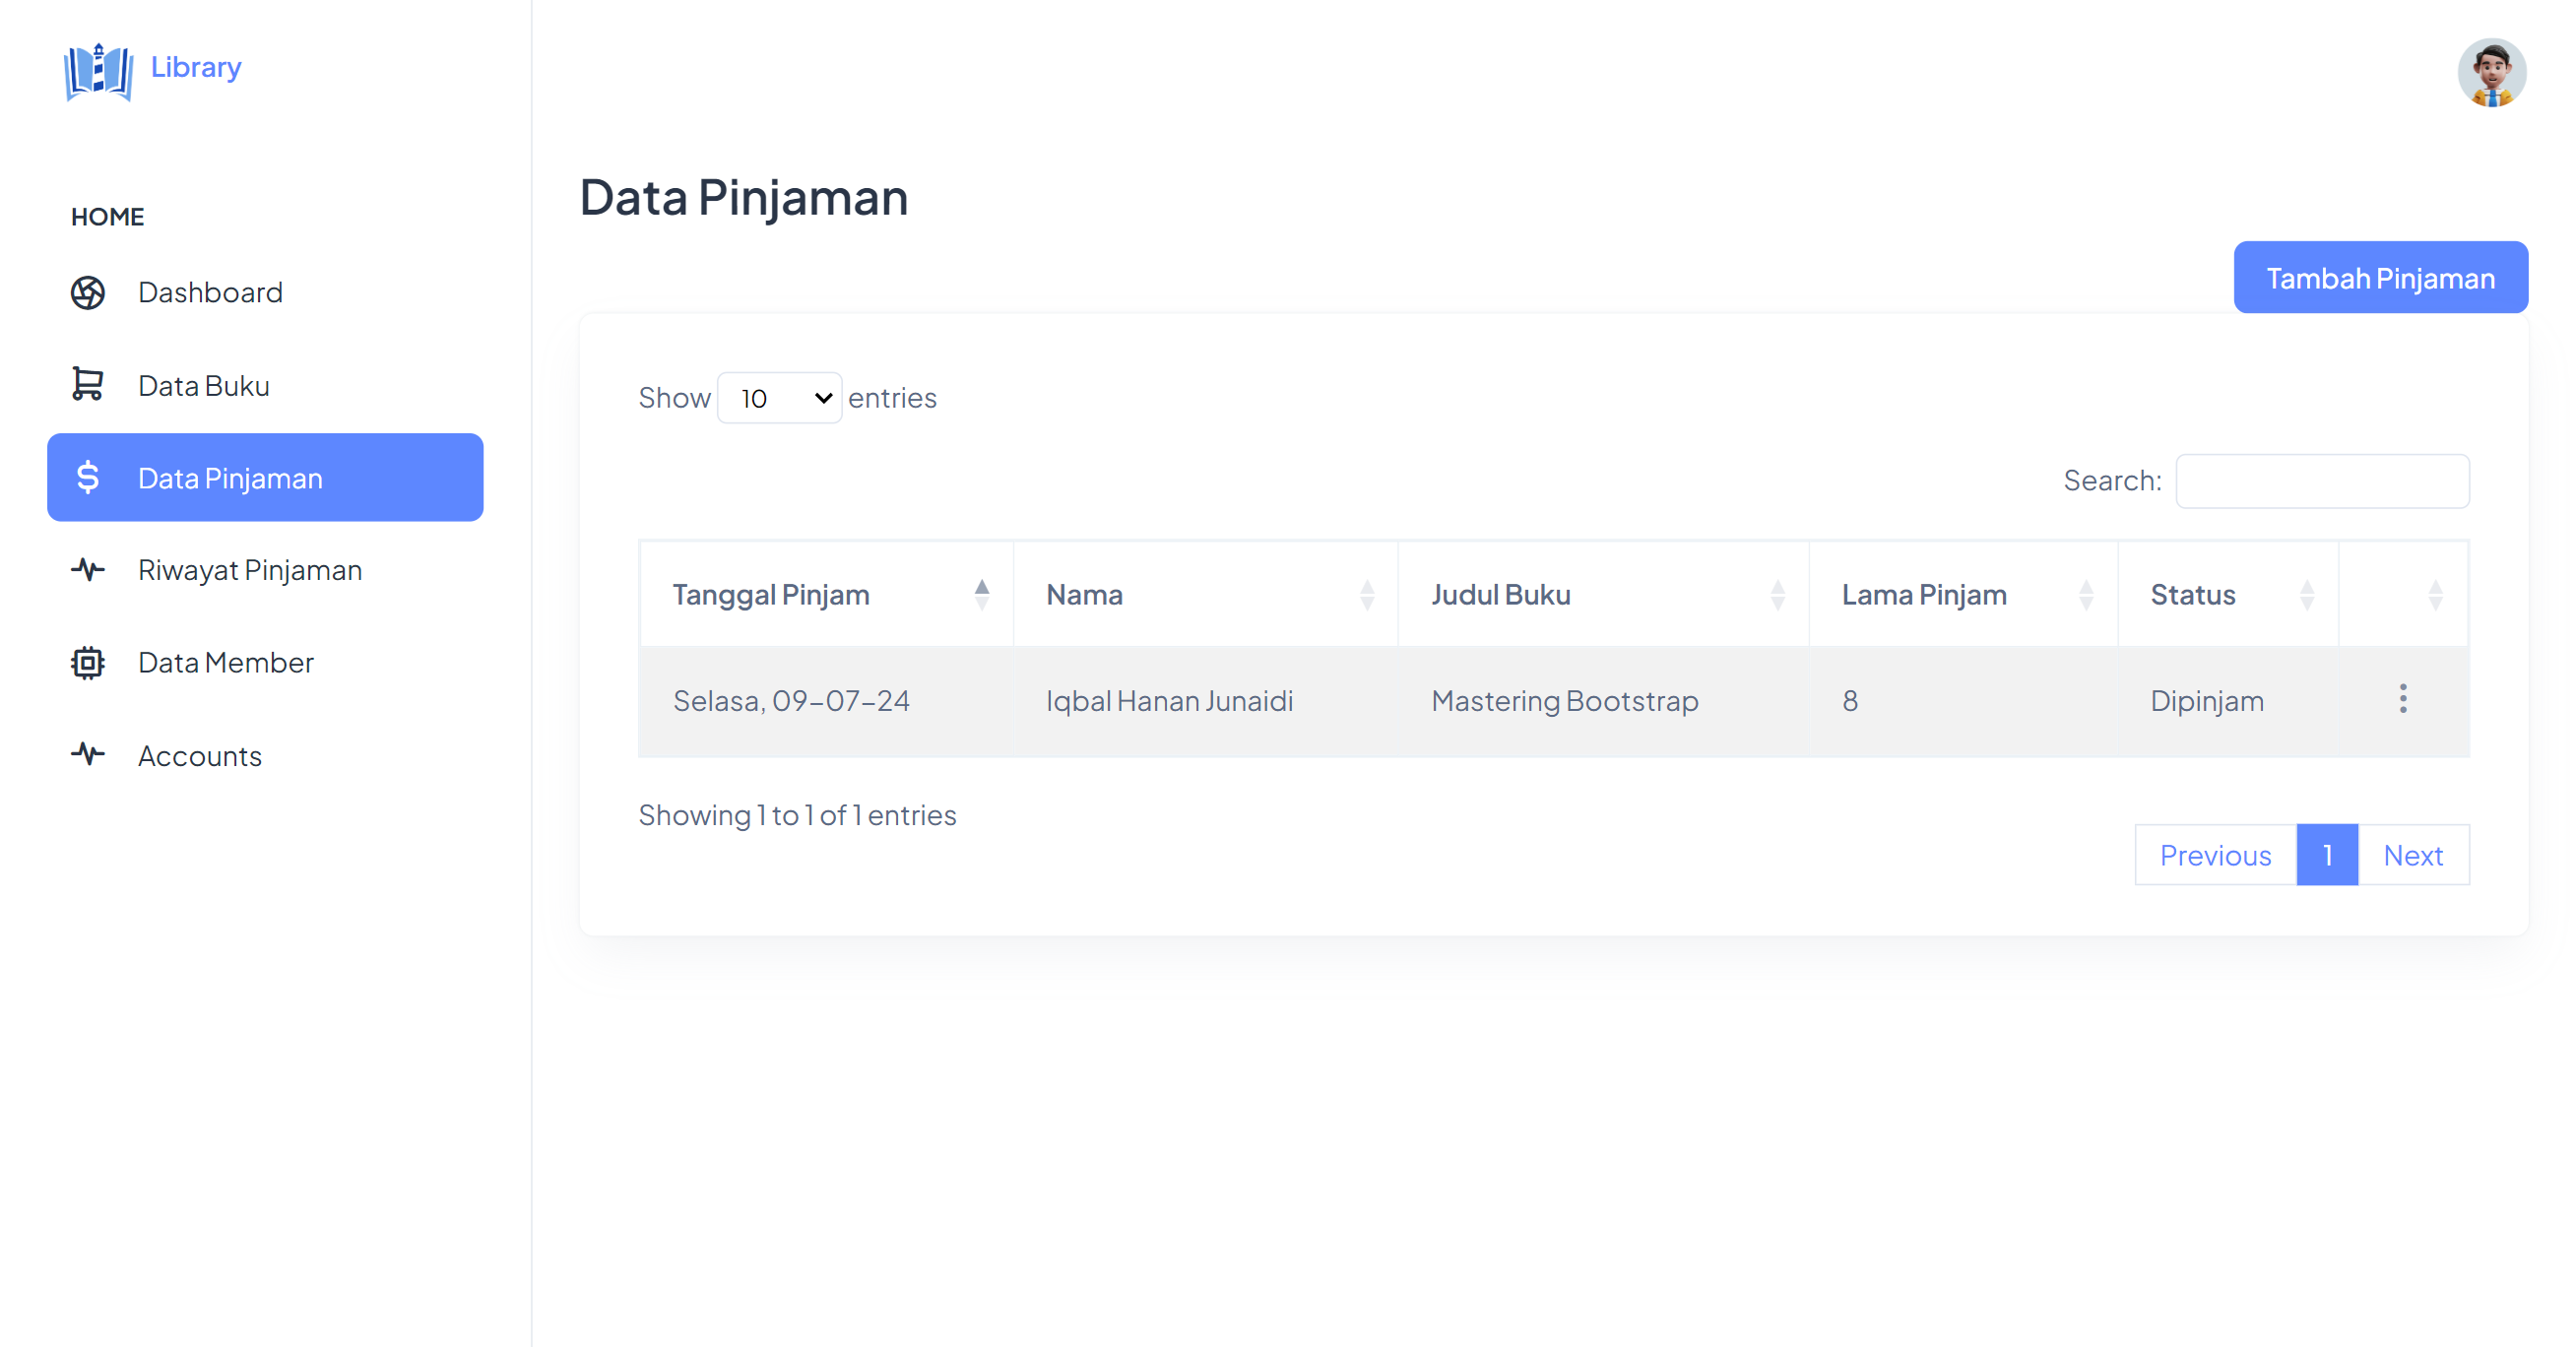 Library
HOME
Dashboard
Data Buku
Data Pinjaman
Riwayat Pinjaman
Data Member
Accounts
Data Pinjaman
Tambah Pinjaman
Show 10 entries
Search:
Tanggal Pinjam Nama Judul Buku Lama Pinjam Status
Selasa, 09-07-24 Iqbal Hanan Junaidi Mastering Bootstrap 8 Dipinjam
Showing 1 to 1 of 1 entries
Previous 1 Next